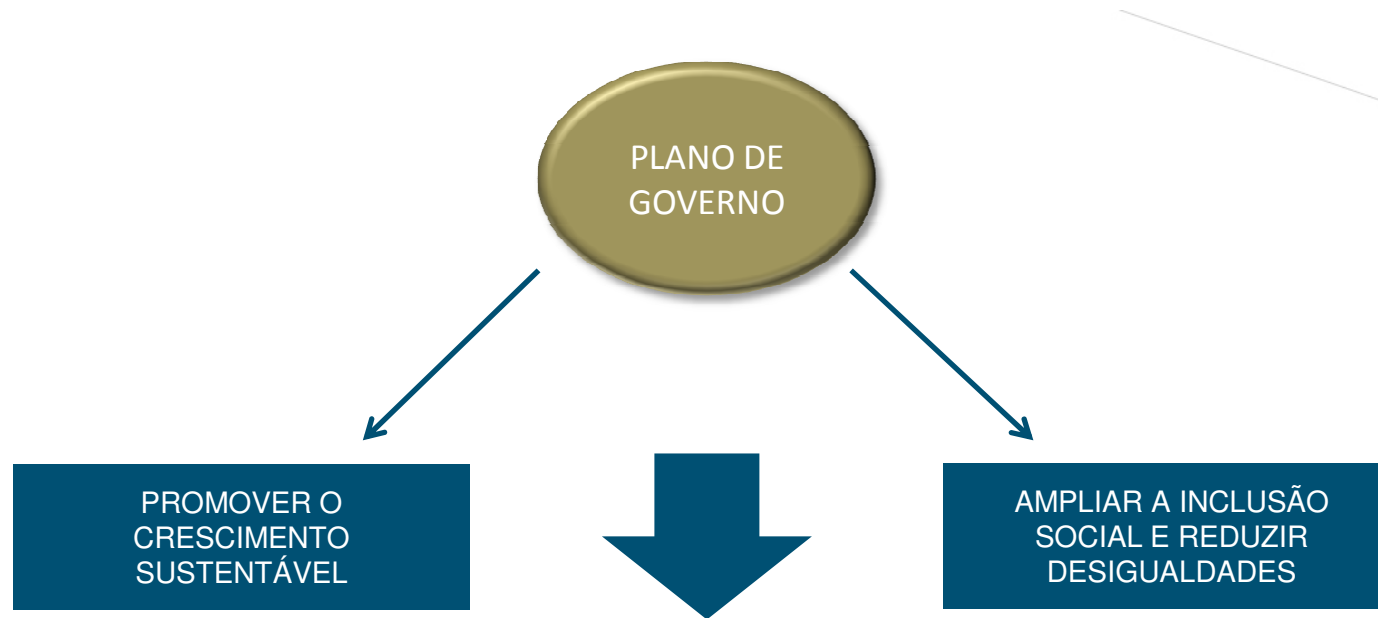 PLANO DE
GOVERNO
PROMOVER O
CRESCIMENTO
SUSTENTÁVEL
AMPLIAR A INCLUSÃO
SOCIAL E REDUZIR
DESIGUALDADES